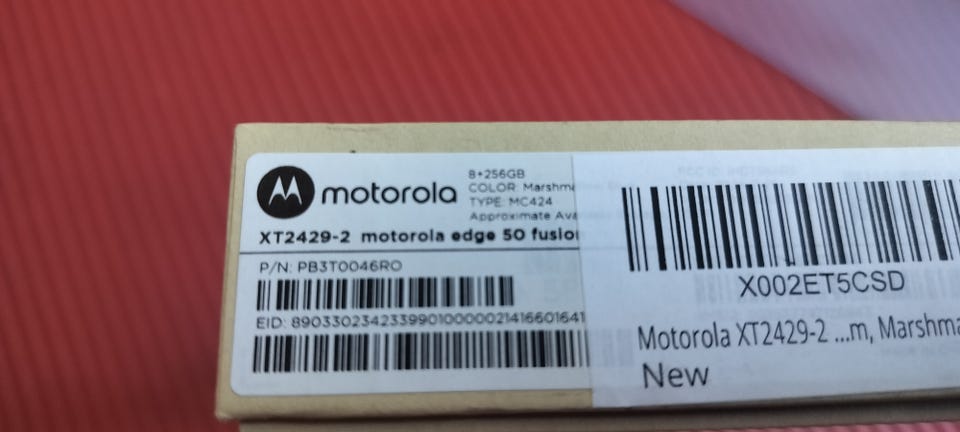 motorola
8+256GB
COLOR: Marshma
TYPE: MC424
Approximate Ava
XT2429-2 motorola edge 50 fusion
P/N: PB3T0046RO
EID: 89033023423399010000021416601641
X002ET5CSD
Motorola XT2429-2 ...m, Marshma
New